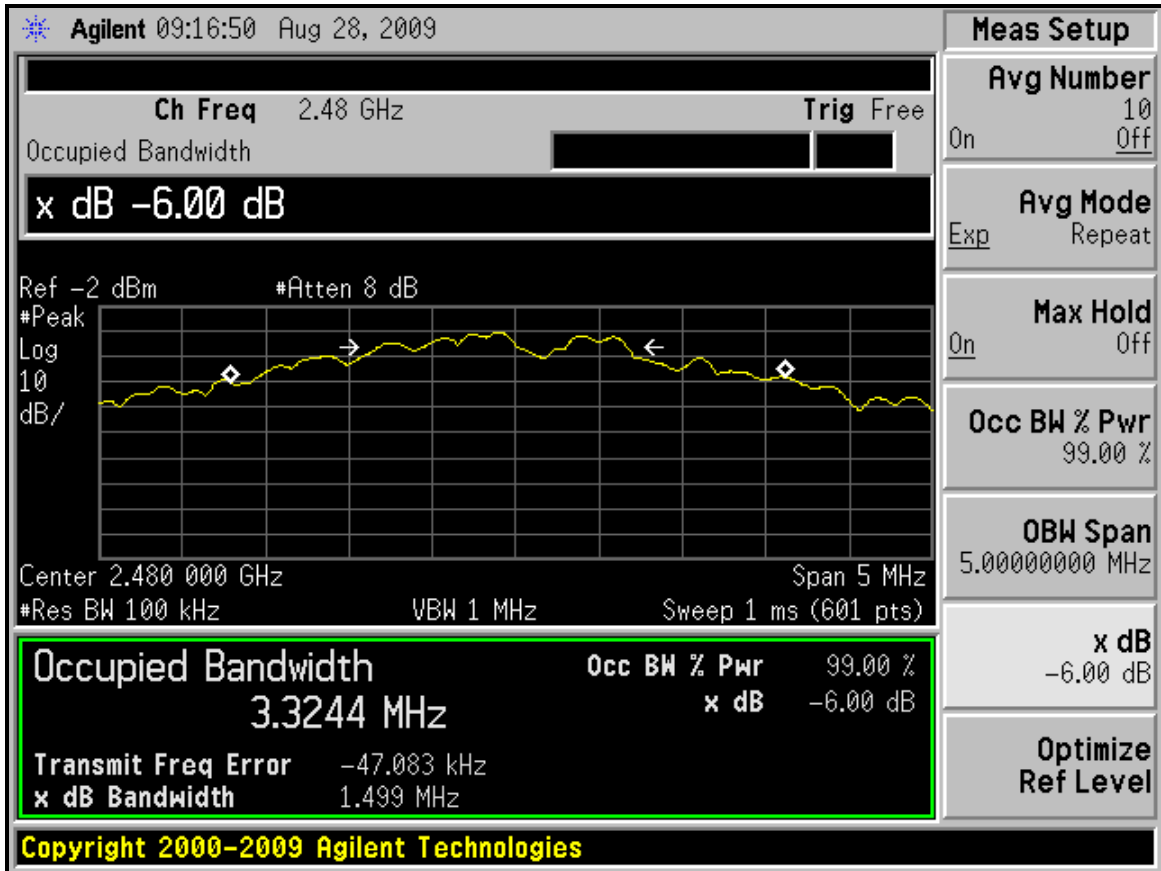 Agilent 09:16:50 Aug 28, 2009
Ch Freq 2.48 GHz Trig Free
Occupied Bandwidth
x dB -6.00 dB
Ref -2 dBm #Atten 8 dB
#Peak
Log
10
dB/
Center 2.480 000 GHz Span 5 MHz
#Res BW 100 kHz VBW 1 MHz Sweep 1 ms (601 pts)
Occupied Bandwidth Occ BW % Pwr 99.00 %
3.3244 MHz x dB -6.00 dB
Transmit Freq Error -47.083 kHz
x dB Bandwidth 1.499 MHz
Copyright 2000-2009 Agilent Technologies
Meas Setup
Avg Number
10
On Off
Avg Mode
Exp Repeat
Max Hold
On Off
Occ BW % Pwr
99.00 %
OBW Span
5.00000000 MHz
x dB
-6.00 dB
Optimize
Ref Level